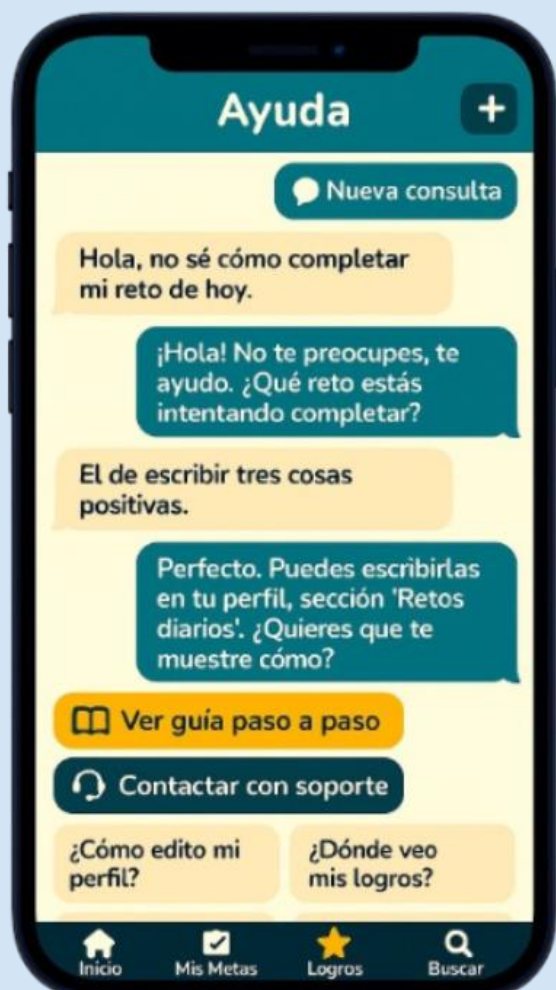 Ayuda
+
Nueva consulta
Hola, no sé cómo completar
mi reto de hoy.
¡Hola! No te preocupes, te
ayudo. ¿Qué reto estás
intentando completar?
El de escribir tres cosas
positivas.
Perfecto. Puedes escribirlas
en tu perfil, sección 'Retos
diarios'. ¿Quieres que te
muestre cómo?
Ver guía paso a paso
Contactar con soporte
¿Cómo edito mi
perfil?
¿Dónde veo
mis logros?
Inicio
Mis Metas
Logros
Buscar